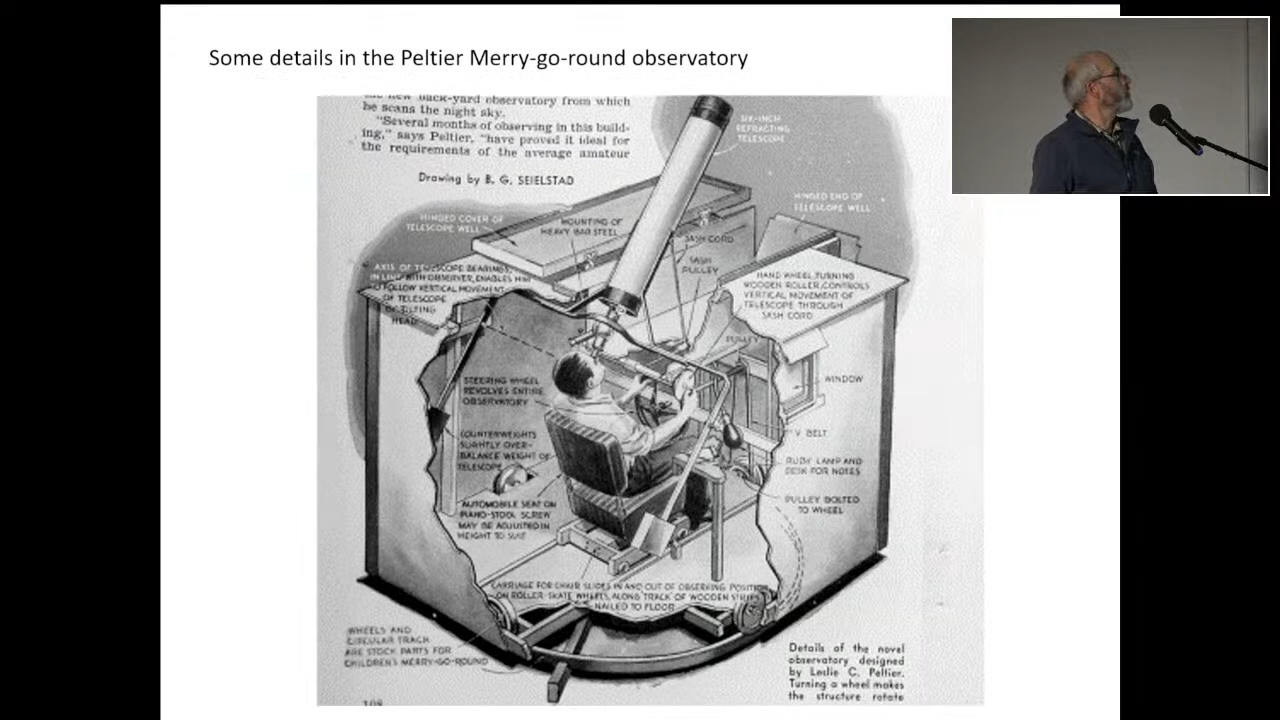 Some details in the Peltier Merry-go-round observatory
the new back-yard observatory from which
he scans the night sky.
"Several months of observing in this build-
ing," says Peltier, "have proved it ideal for
the requirements of the average amateur
Drawing by B. G. SEIELSTAD
SIX-INCH
REFRACTING
TELESCOPE
HINGED COVER OF
TELESCOPE WELL
MOUNTING OF
HEAVY BAR STEEL
SASH CORD
SASH
PULLEY
HINGED END OF
TELESCOPE WELL
AXIS OF TELESCOPE BEARINGS,
IN LINE WITH OBSERVER, ENABLES HIM
TO FOLLOW VERTICAL MOVEMENT
OF TELESCOPE
BY TILTING
HEAD
HAND WHEEL, TURNING
WOODEN ROLLER, CONTROLS
VERTICAL MOVEMENT OF
TELESCOPE THROUGH
SASH CORD
PULLEY
STEERING WHEEL
REVOLVES ENTIRE
OBSERVATORY
WINDOW
COUNTERWEIGHTS
SLIGHTLY OVER-
BALANCE WEIGHT OF
TELESCOPE
V BELT
RUBY LAMP AND
DESK FOR NOTES
AUTOMOBILE SEAT ON
PIANO-STOOL SCREW
MAY BE ADJUSTED IN
HEIGHT TO SUIT
PULLEY BOLTED
TO WHEEL
CARRIAGE FOR CHAIR SLIDES IN AND OUT OF OBSERVING POSITION
ON ROLLER-SKATE WHEELS, ALONG TRACK OF WOODEN STRIPS
NAILED TO FLOOR
WHEELS AND
CIRCULAR TRACK
ARE STOCK PARTS FOR
CHILDREN'S MERRY-GO-ROUND
Details of the novel
observatory designed
by Leslie C. Peltier.
Turning a wheel makes
the structure rotate